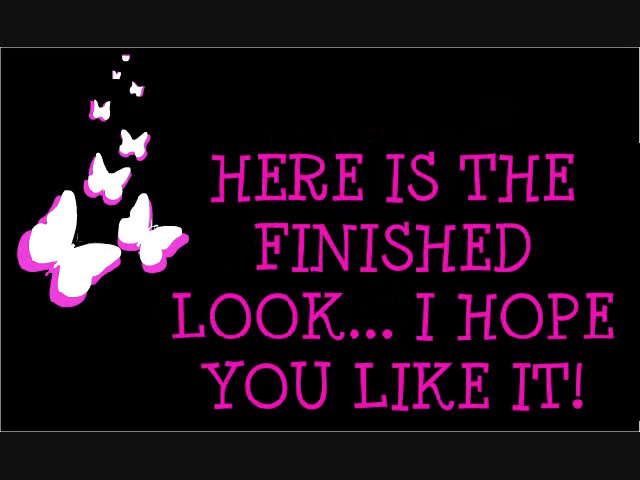 HERE IS THE
FINISHED
LOOK... I HOPE
YOU LIKE IT!